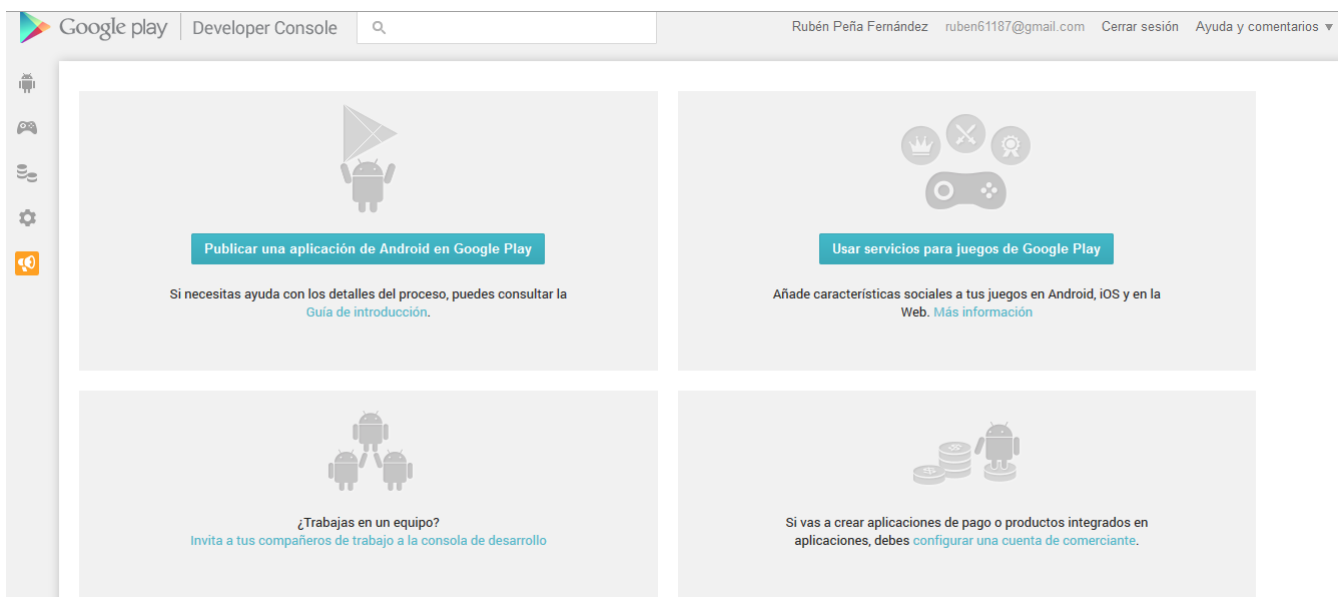 Google play Developer Console Rubén Peña Fernández ruben61187@gmail.com Cerrar sesión Ayuda y comentarios
Publicar una aplicación de Android en Google Play
Si necesitas ayuda con los detalles del proceso, puedes consultar la
Guía de introducción.
Usar servicios para juegos de Google Play
Añade características sociales a tus juegos en Android, iOS y en la
Web. Más información
¿Trabajas en un equipo?
Invita a tus compañeros de trabajo a la consola de desarrollo
Si vas a crear aplicaciones de pago o productos integrados en
aplicaciones, debes configurar una cuenta de comerciante.